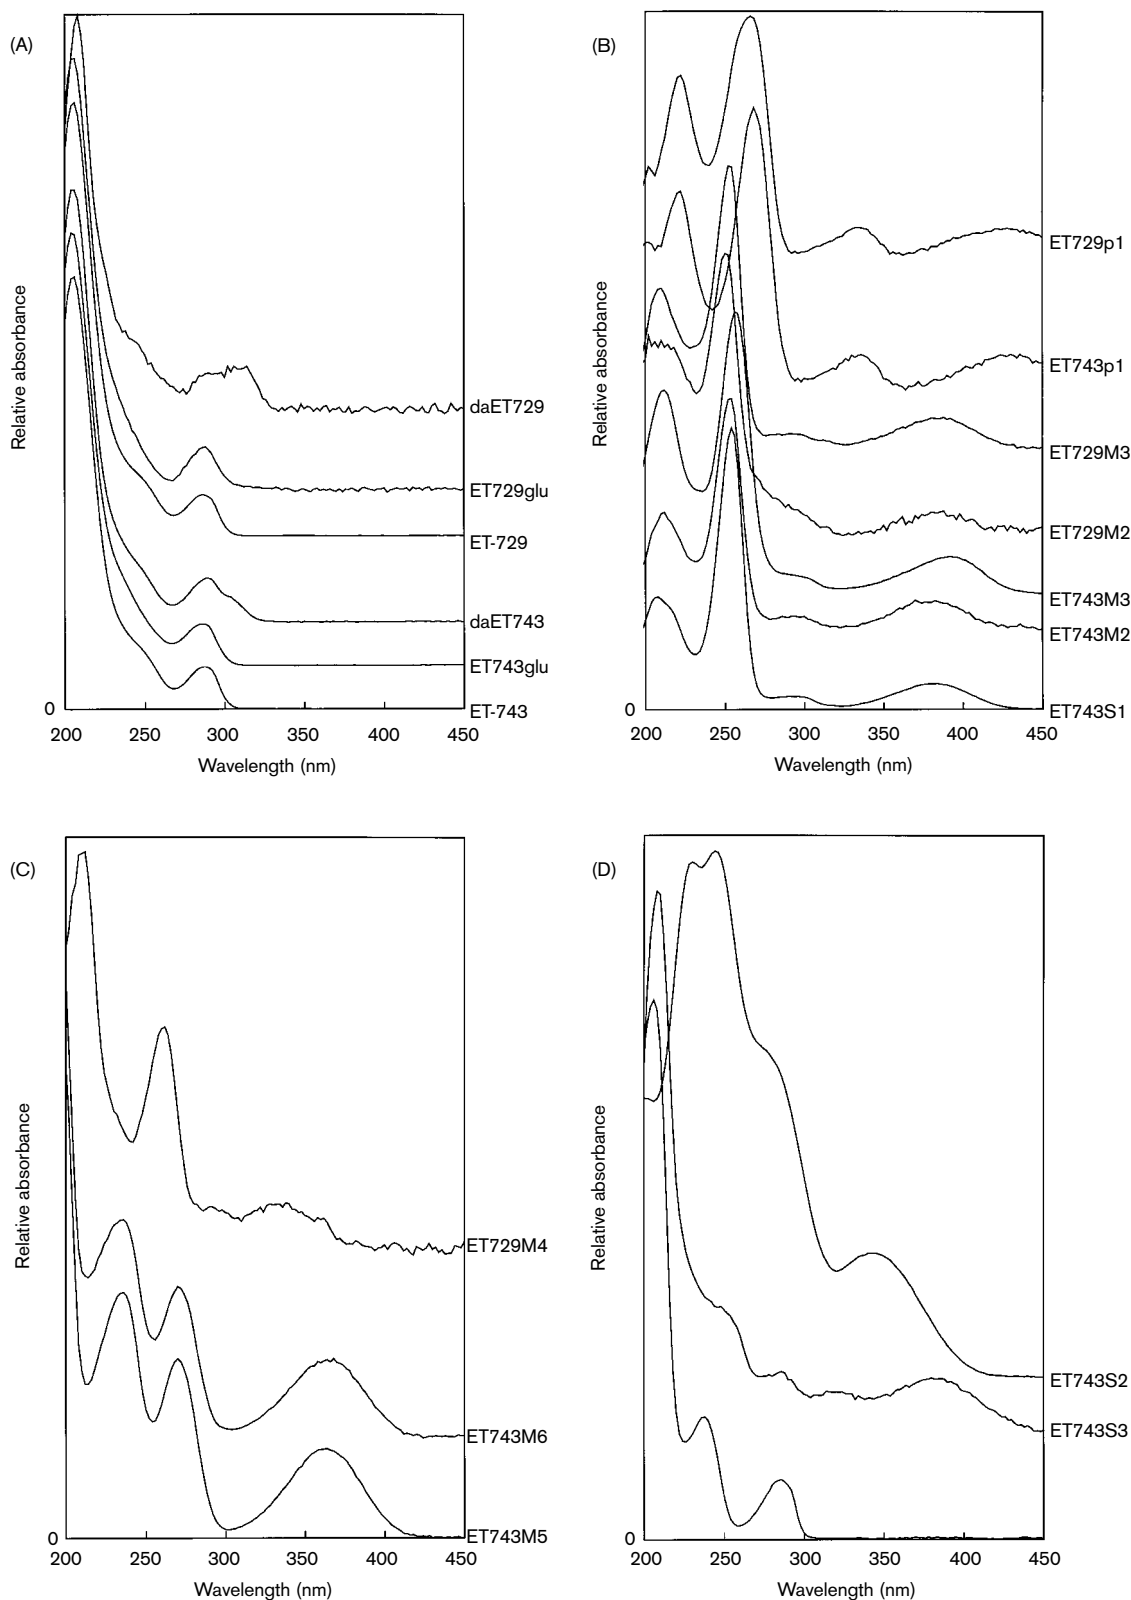 (A)
Relative absorbance
daET729
ET729glu
ET-729
daET743
ET743glu
ET-743
0
200 250 300 350 400 450
Wavelength (nm)
(B)
Relative absorbance
ET729p1
ET743p1
ET729M3
ET729M2
ET743M3
ET743M2
ET743S1
0
200 250 300 350 400 450
Wavelength (nm)
(C)
Relative absorbance
ET729M4
ET743M6
ET743M5
0
200 250 300 350 400 450
Wavelength (nm)
(D)
Relative absorbance
ET743S2
ET743S3
0
200 250 300 350 400 450
Wavelength (nm)